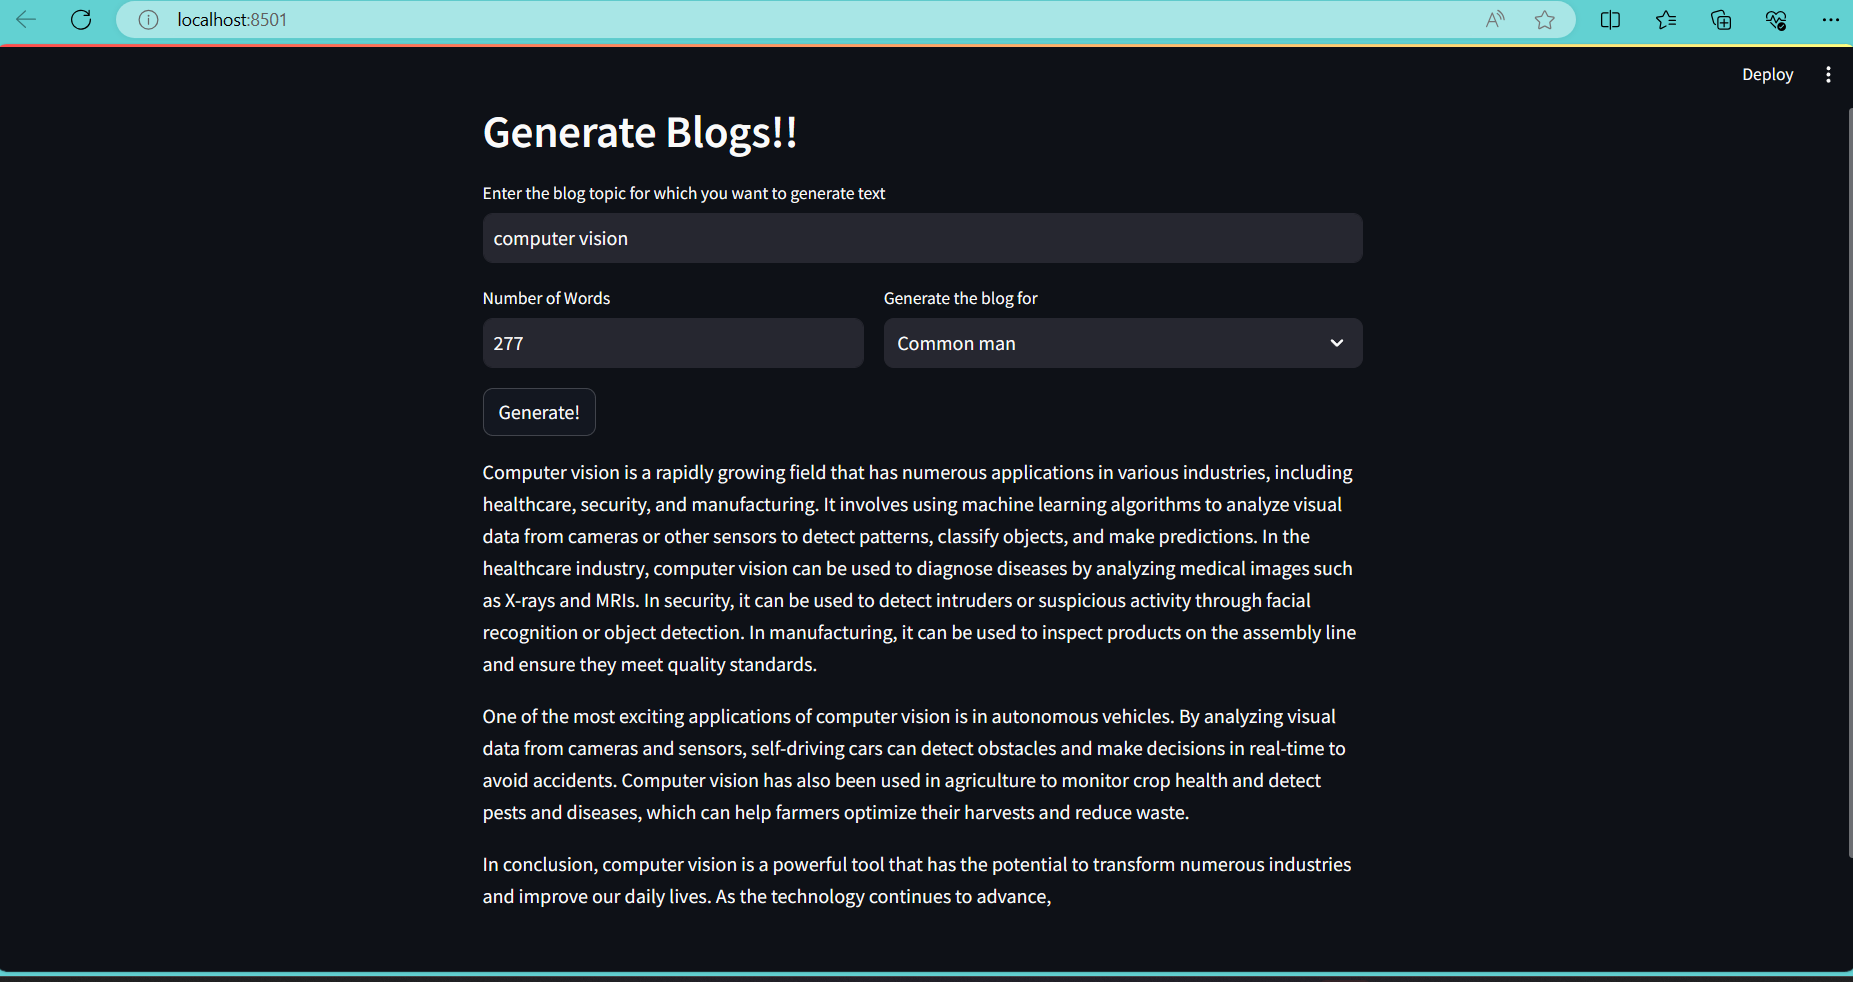 localhost:8501
Deploy
Generate Blogs!!
Enter the blog topic for which you want to generate text
computer vision
Number of Words
Generate the blog for
277
Common man
Generate!
Computer vision is a rapidly growing field that has numerous applications in various industries, including
healthcare, security, and manufacturing. It involves using machine learning algorithms to analyze visual
data from cameras or other sensors to detect patterns, classify objects, and make predictions. In the
healthcare industry, computer vision can be used to diagnose diseases by analyzing medical images such
as X-rays and MRIs. In security, it can be used to detect intruders or suspicious activity through facial
recognition or object detection. In manufacturing, it can be used to inspect products on the assembly line
and ensure they meet quality standards.
One of the most exciting applications of computer vision is in autonomous vehicles. By analyzing visual
data from cameras and sensors, self-driving cars can detect obstacles and make decisions in real-time to
avoid accidents. Computer vision has also been used in agriculture to monitor crop health and detect
pests and diseases, which can help farmers optimize their harvests and reduce waste.
In conclusion, computer vision is a powerful tool that has the potential to transform numerous industries
and improve our daily lives. As the technology continues to advance,